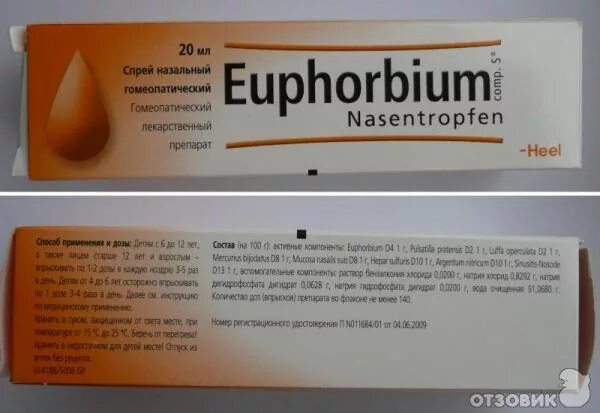 20 мл
Спрей назальный
гомеопатический
Гомеопатический
лекарственный
препарат
Euphorbium
comp. S®
Nasentropfen
-Heel
Способ применения и дозы: Детям с 6 до 12 лет,
а также лицам старше 12 лет и взрослым –
впрыскивать по 1-2 дозы в каждую ноздрю 3-5 раз
в день. Детям от 4 до 6 лет осторожно впрыскивать
по 1 дозе 3-4 раза в день. Далее см. инструкцию
по медицинскому применению.
Хранить в сухом, защищенном от света месте, при
температуре от 15 °C до 25 °C. Беречь от перегрева!
Хранить в недоступном для детей месте! Отпуск из
аптек без рецепта.
014188/5006 GP
Состав (на 100 г): активные компоненты: Euphorbium D4 1 г, Pulsatilla pratensis D2 1 г, Luffa operculata D2 1 г,
Mercurius bijodatus D8 1 г, Mucosa nasalis suis D8 1 г, Hepar sulfuris D10 1 г, Argentum nitricum D10 1 г, Sinusitis-Nosode
D13 1 г), вспомогательные компоненты: раствор бензалкония хлорида 0,0200 г, натрия хлорид 0,8292 г, натрия
дигидрофосфата дигидрат 0,0628 г, натрия гидрофосфата дигидрат 0,0200 г, вода очищенная 91,0680 г.
Количество доз (впрысков) препарата во флаконе не менее 140.
Номер регистрационного удостоверения П N011684/01 от 04.06.2009
ОТЗОВИК